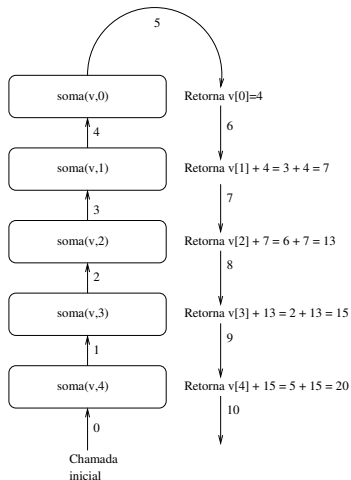 5
soma(v,0)
Retorna v[0]=4
4
6
soma(v,1)
Retorna v[1] + 4 = 3 + 4 = 7
3
7
soma(v,2)
Retorna v[2] + 7 = 6 + 7 = 13
2
8
soma(v,3)
Retorna v[3] + 13 = 2 + 13 = 15
1
9
soma(v,4)
Retorna v[4] + 15 = 5 + 15 = 20
0
10
Chamada
inicial